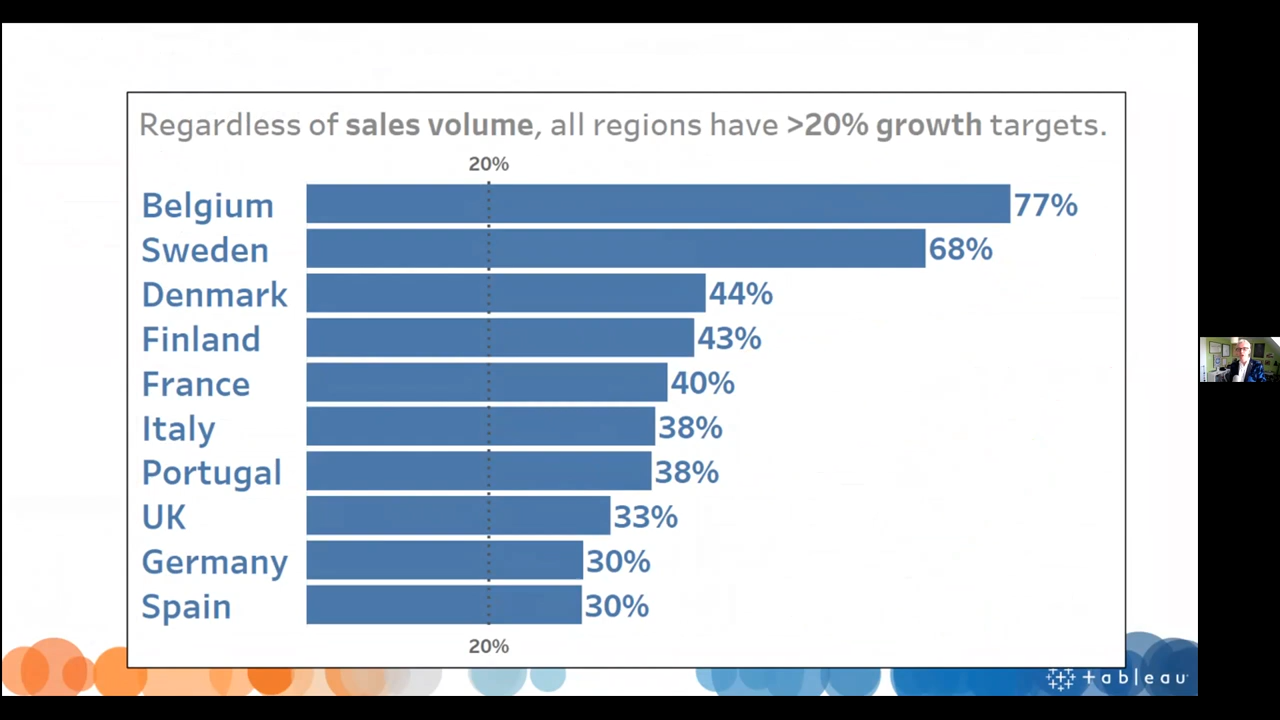 Regardless of sales volume, all regions have >20% growth targets.
20%
Belgium 77%
Sweden 68%
Denmark 44%
Finland 43%
France 40%
Italy 38%
Portugal 38%
UK 33%
Germany 30%
Spain 30%
20%
tableau